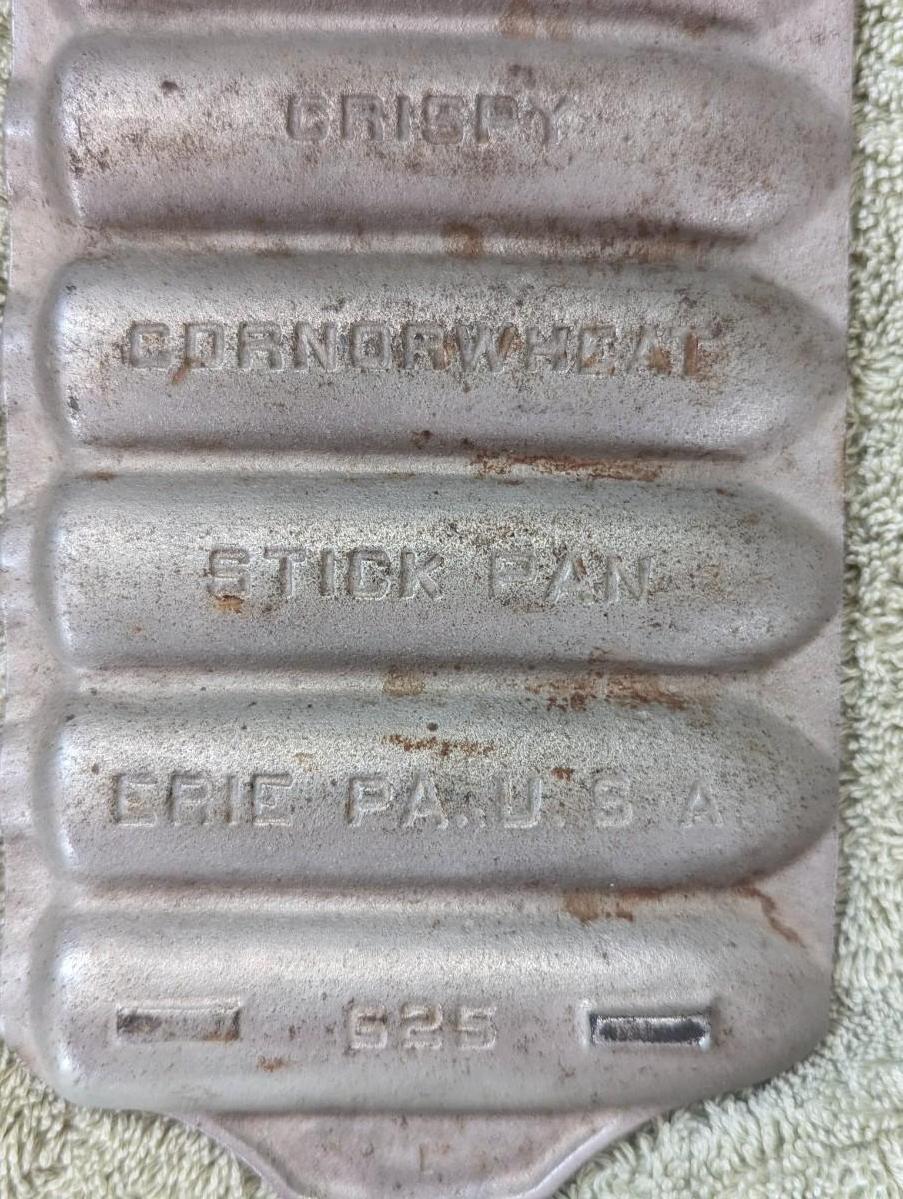 CRISPY
CORNORWHEAT
STICK PAN
ERIE PA., U.S.A.
625
L